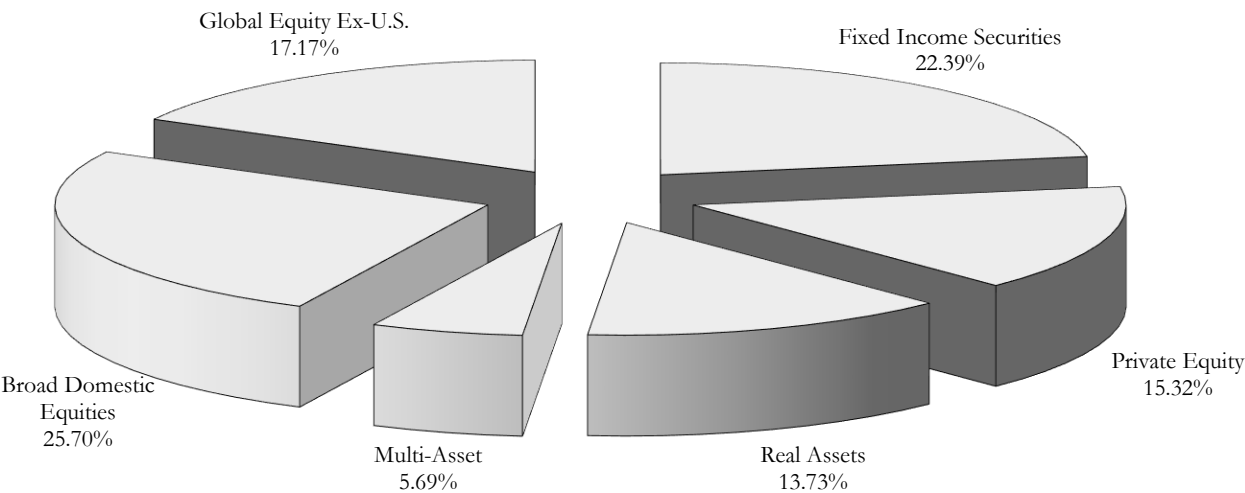 Global Equity Ex-U.S.
17.17%
Fixed Income Securities
22.39%
Private Equity
15.32%
Broad Domestic
Equities
25.70%
Multi-Asset
5.69%
Real Assets
13.73%